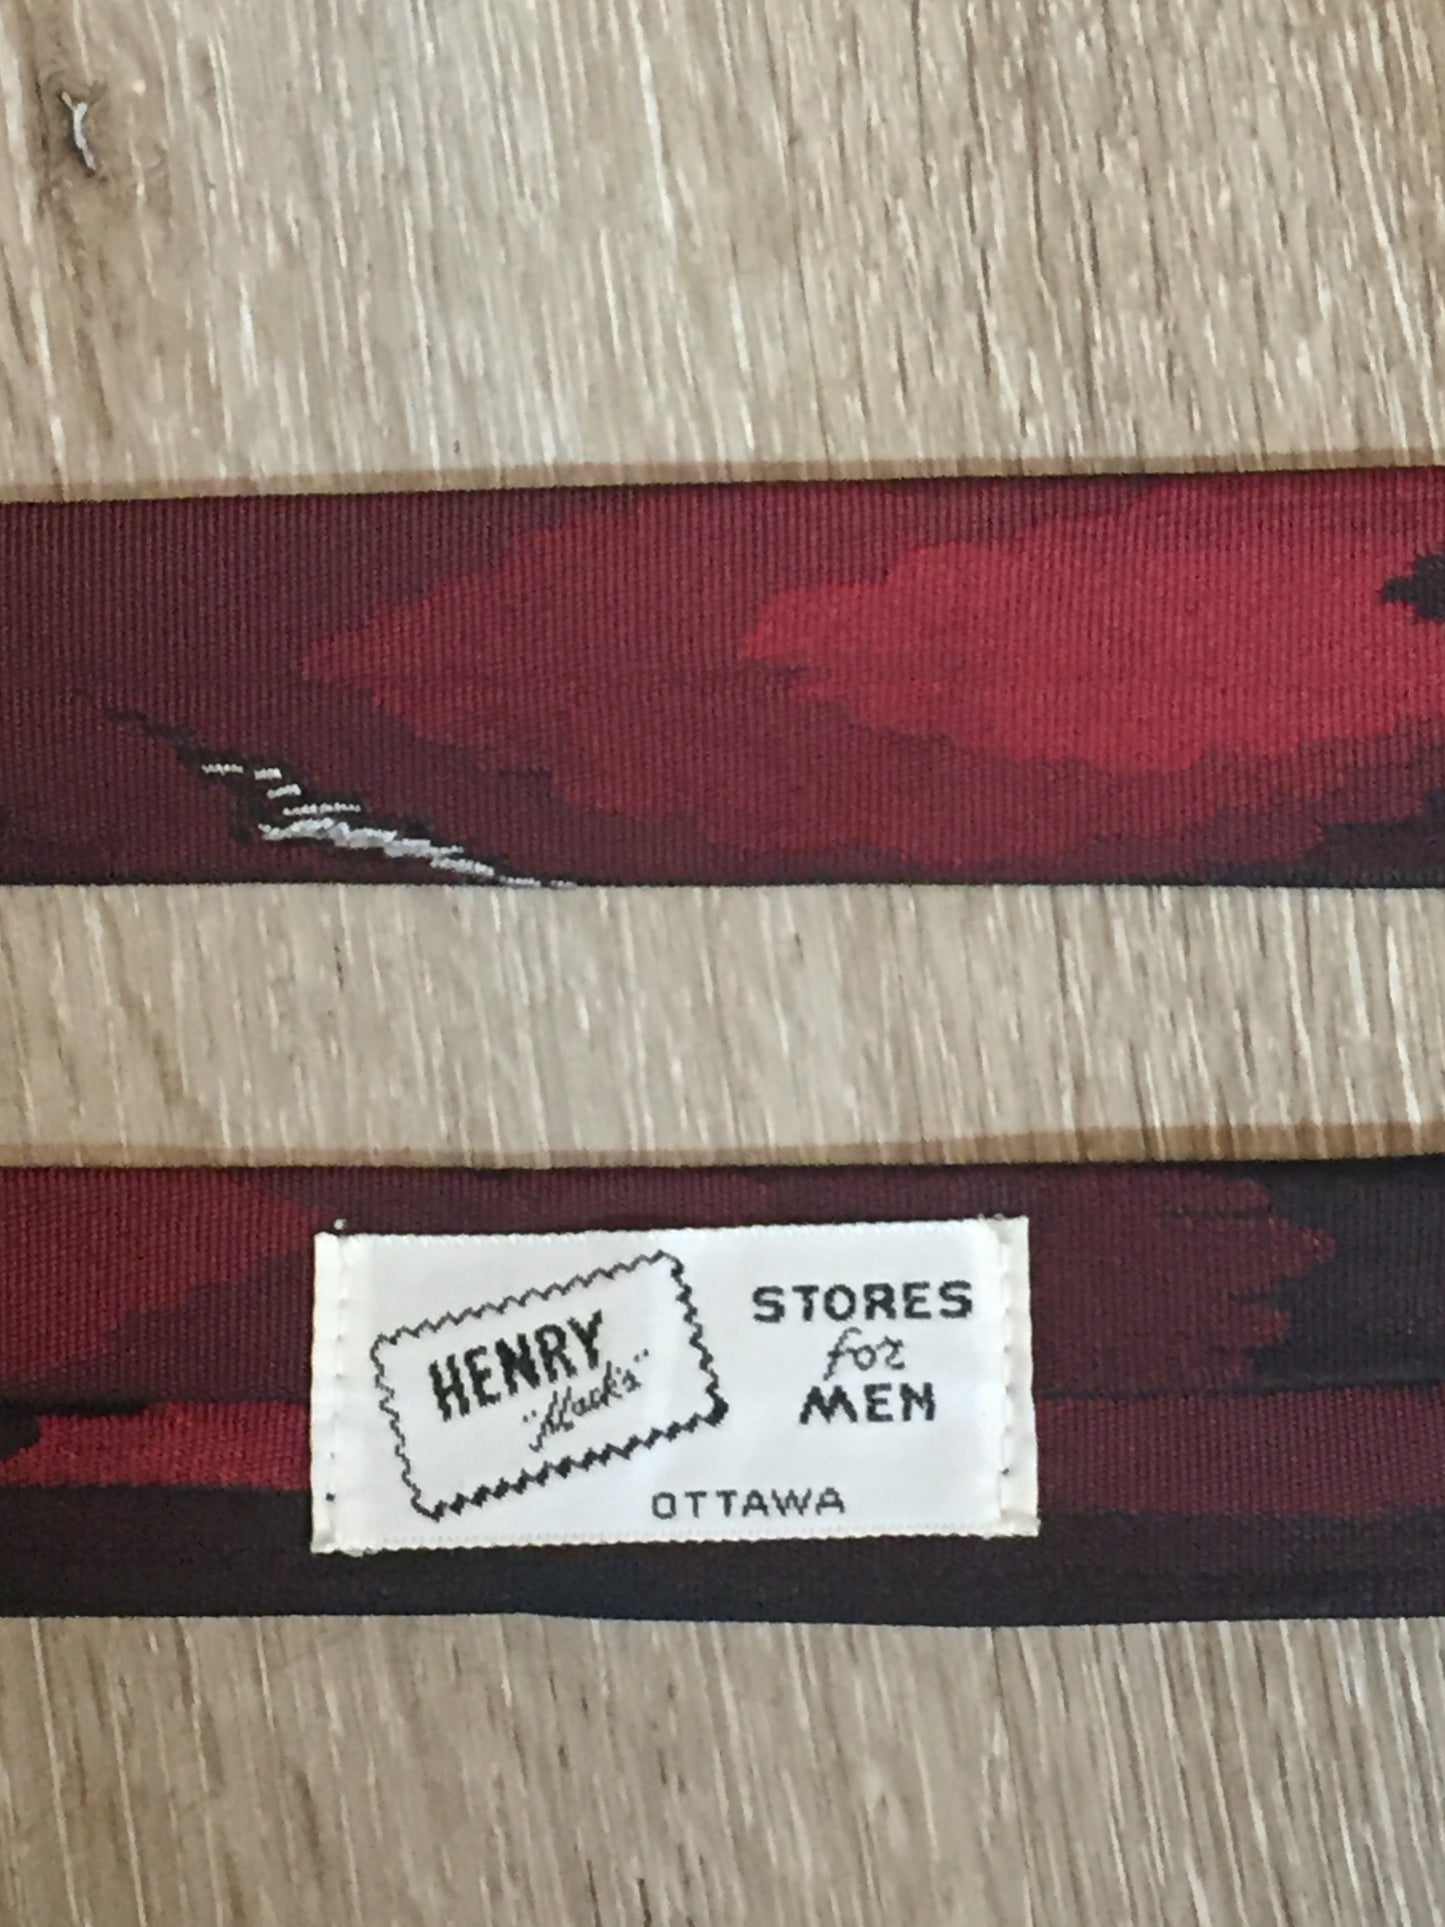 HENRY
"Mack's"
STORES
for
MEN
OTTAWA